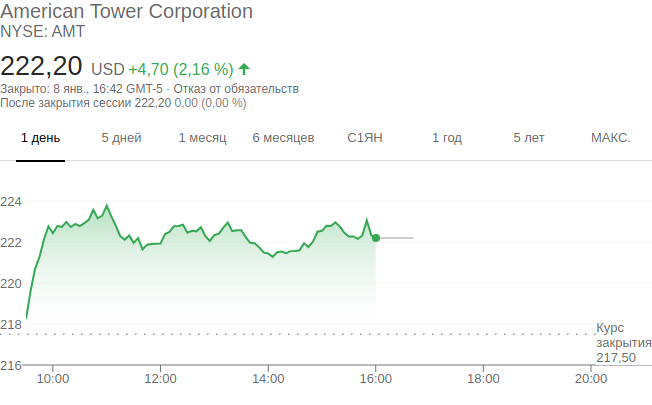 American Tower Corporation
NYSE: AMT
222,20 USD +4,70 (2,16 %)
Закрыто: 8 янв., 16:42 GMT-5 · Отказ от обязательств
После закрытия сессии 222,20 0,00 (0,00 %)
1 день 5 дней 1 месяц 6 месяцев С1ЯН 1 год 5 лет МАКС.
224
222
220
218
Курс
закрытия
217,50
216
10:00 12:00 14:00 16:00 18:00 20:00